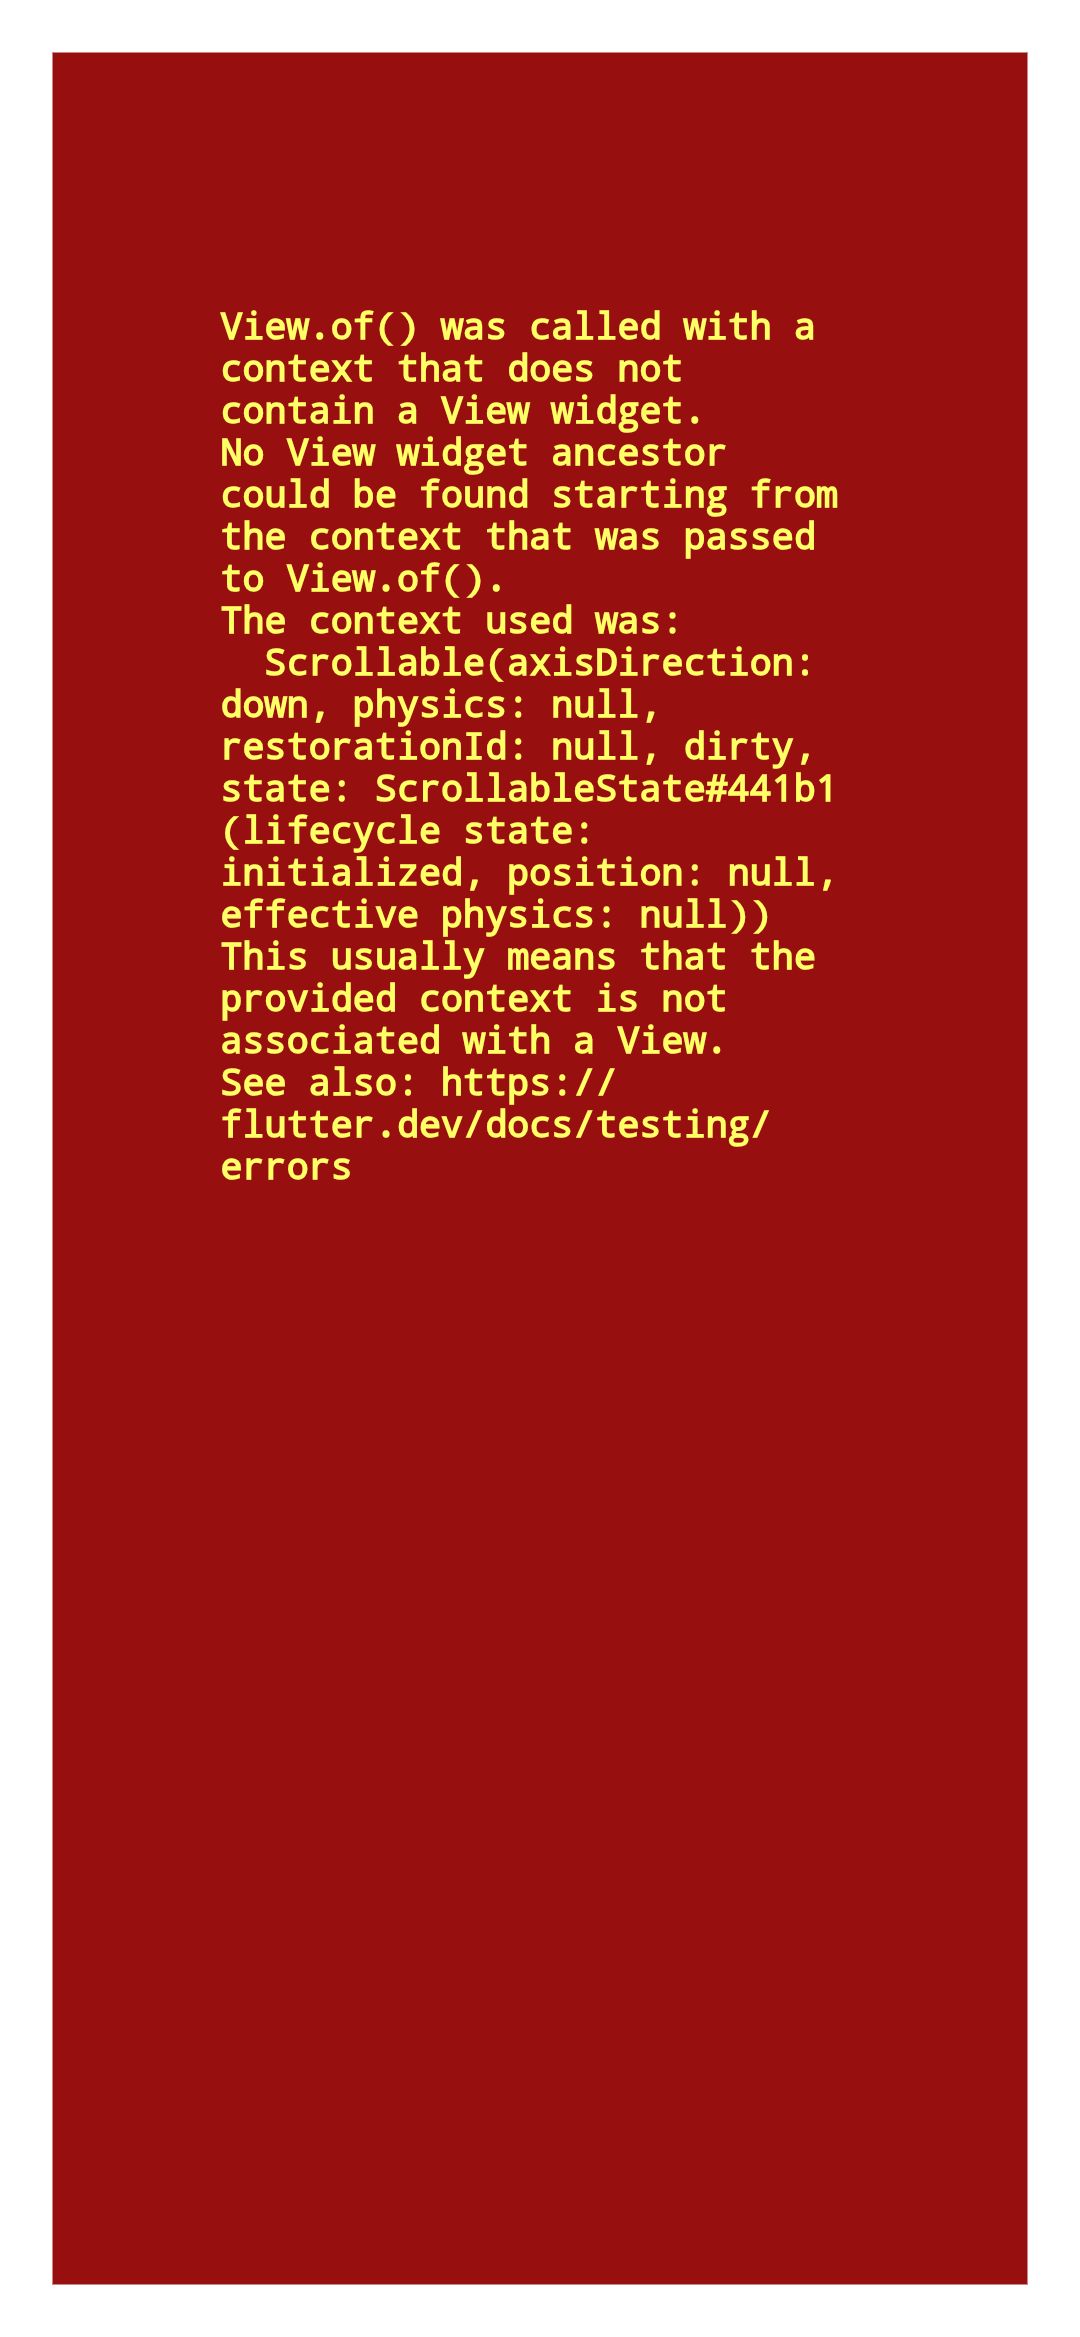 View.of() was called with a
context that does not
contain a View widget.
No View widget ancestor
could be found starting from
the context that was passed
to View.of().
The context used was:
  Scrollable(axisDirection:
down, physics: null,
restorationId: null, dirty,
state: ScrollableState#441b1
(lifecycle state:
initialized, position: null,
effective physics: null))
This usually means that the
provided context is not
associated with a View.
See also: https://
flutter.dev/docs/testing/
errors